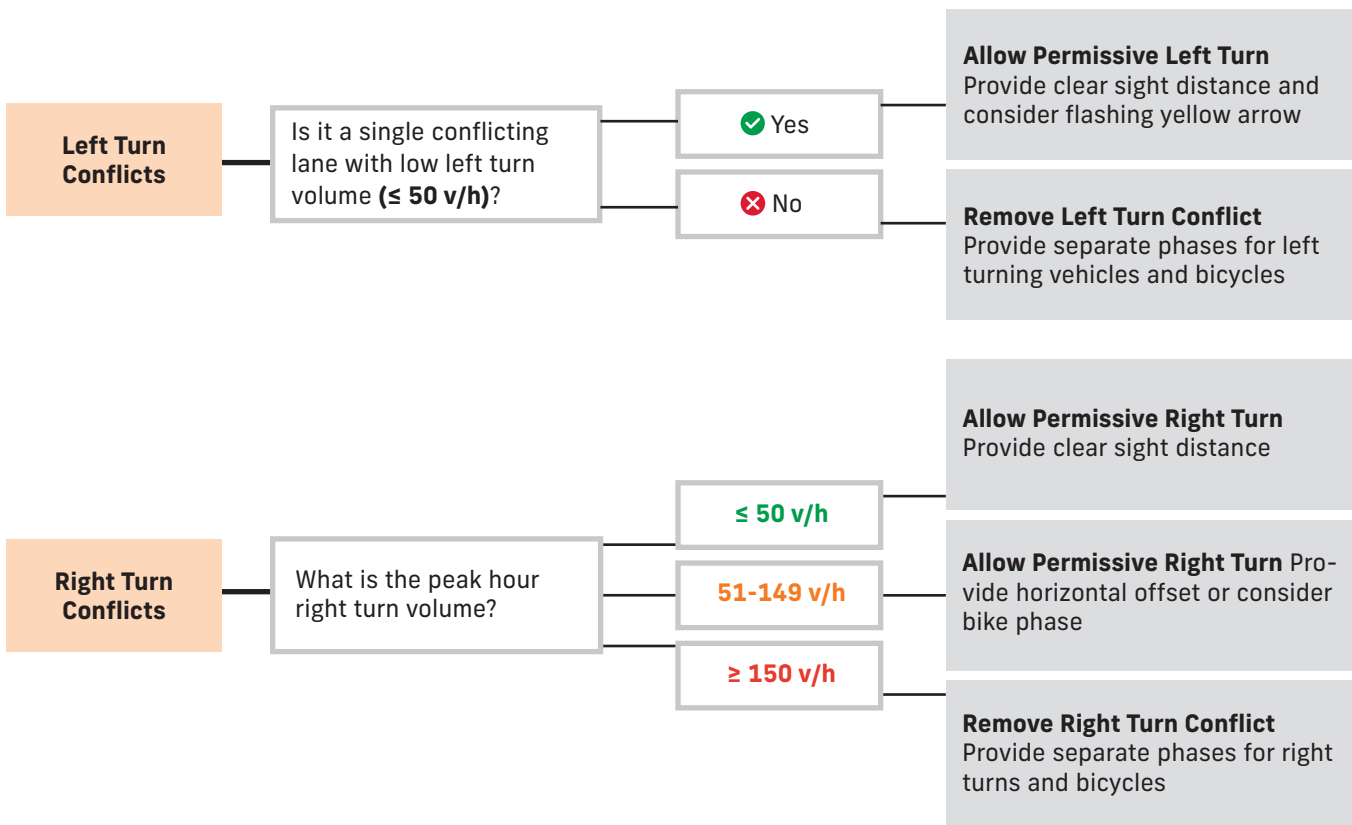 Left Turn
Conflicts
Is it a single conflicting
lane with low left turn
volume (≤ 50 v/h)?
Yes
No
Allow Permissive Left Turn
Provide clear sight distance and
consider flashing yellow arrow
Remove Left Turn Conflict
Provide separate phases for left
turning vehicles and bicycles
Right Turn
Conflicts
What is the peak hour
right turn volume?
≤ 50 v/h
51-149 v/h
≥ 150 v/h
Allow Permissive Right Turn
Provide clear sight distance
Allow Permissive Right Turn Pro-
vide horizontal offset or consider
bike phase
Remove Right Turn Conflict
Provide separate phases for right
turns and bicycles